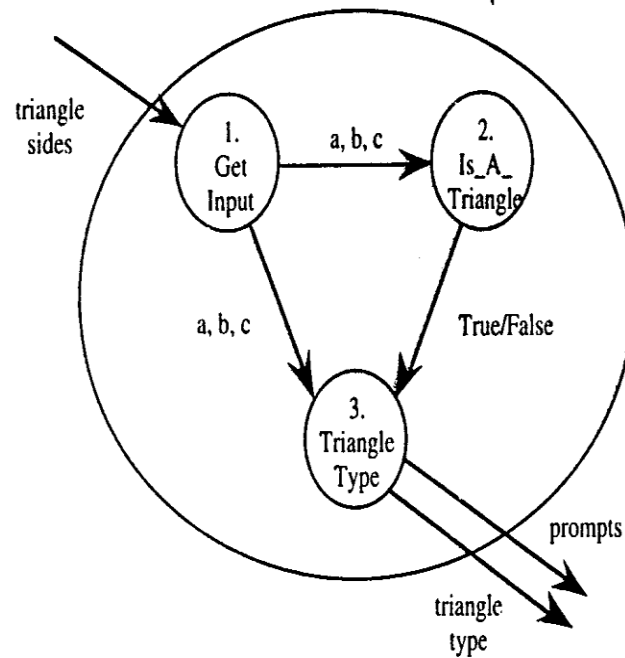 triangle
sides
1.
Get
Input
a, b, c
2.
Is_A_
Triangle
a, b, c
True/False
3.
Triangle
Type
prompts
triangle
type